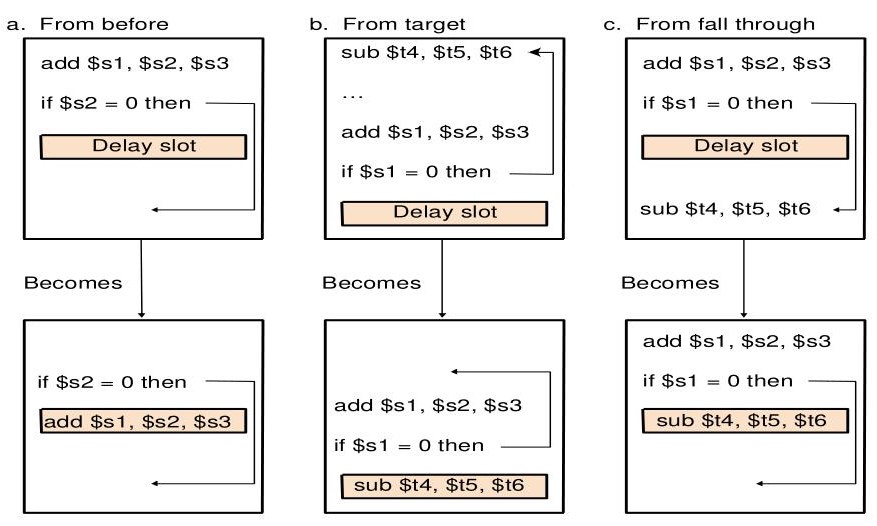 a. From before
add $s1, $s2, $s3
if $s2 = 0 then
Delay slot
Becomes
if $s2 = 0 then
add $s1, $s2, $s3
b. From target
sub $t4, $t5, $t6
...
add $s1, $s2, $s3
if $s1 = 0 then
Delay slot
Becomes
add $s1, $s2, $s3
if $s1 = 0 then
sub $t4, $t5, $t6
c. From fall through
add $s1, $s2, $s3
if $s1 = 0 then
Delay slot
sub $t4, $t5, $t6
Becomes
add $s1, $s2, $s3
if $s1 = 0 then
sub $t4, $t5, $t6